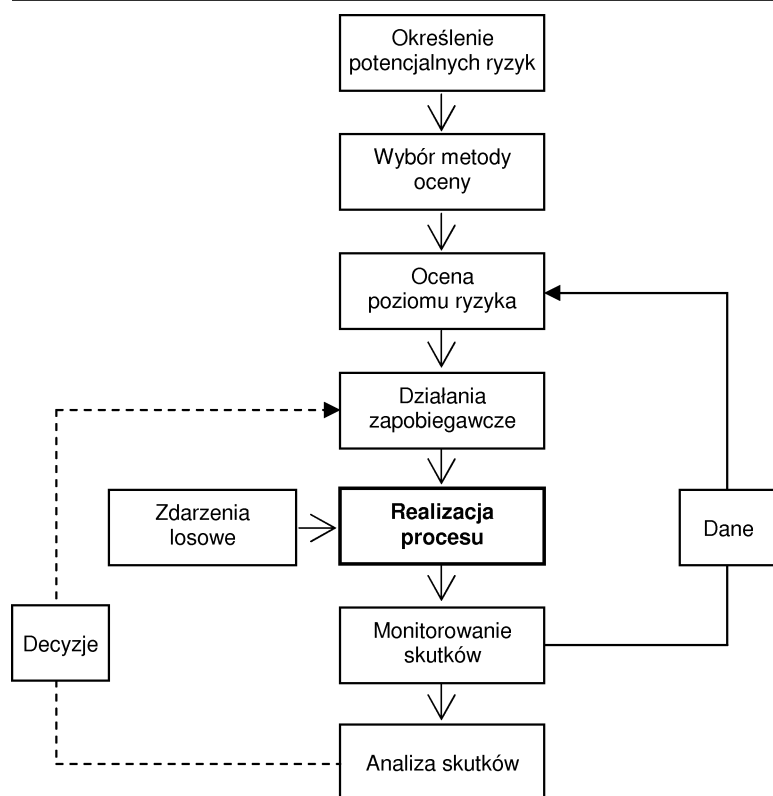 Określenie
potencjalnych ryzyk
Wybór metody
oceny
Ocena
poziomu ryzyka
Działania
zapobiegawcze
Zdarzenia
losowe
Realizacja
procesu
Dane
Decyzje
Monitorowanie
skutków
Analiza skutków